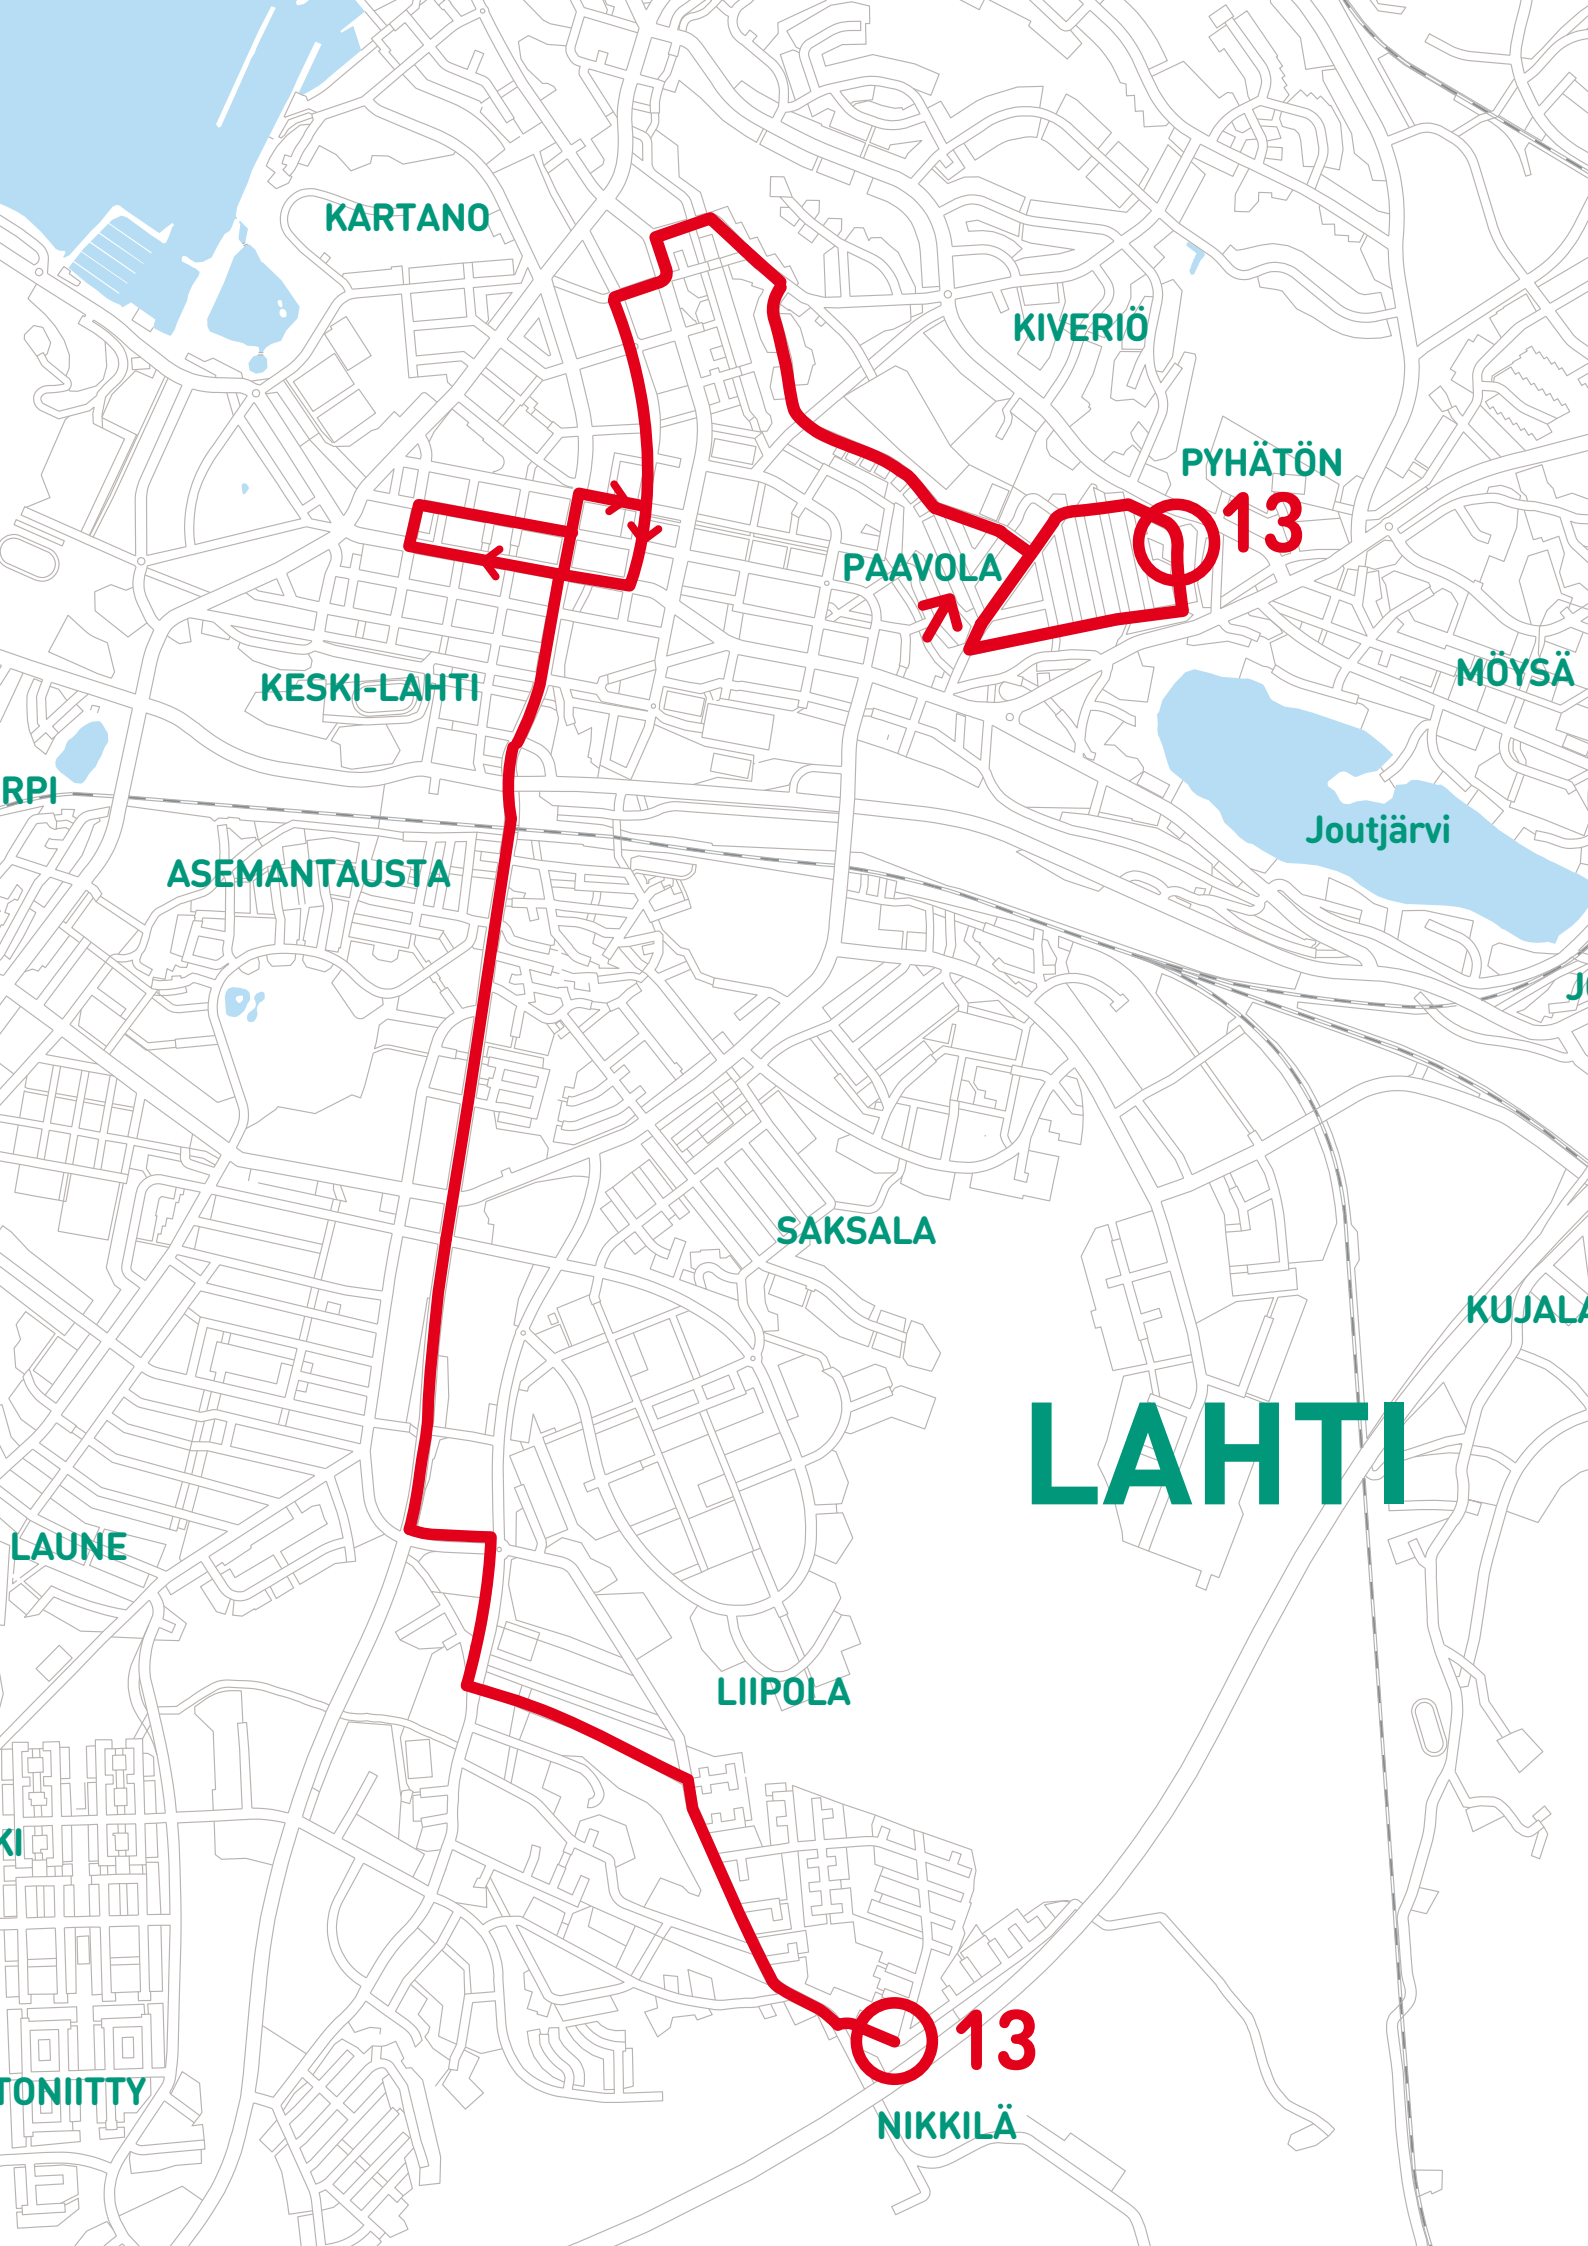 KARTANO
KIVERIÖ
PYHÄTÖN
13
PAAVOLA
MÖYSÄ
KESKI-LAHTI
RPI
Joutjärvi
ASEMANTAUSTA
SAKSALA
KUJALA
LAHTI
LAUNE
LIIPOLA
KI
13
TONIITTY
NIKKILÄ